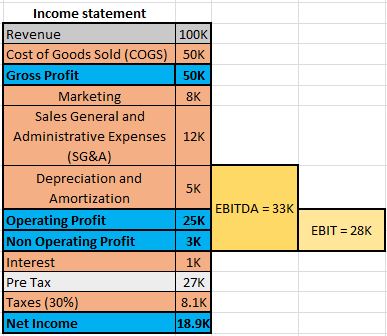 Income statement
Revenue 100K
Cost of Goods Sold (COGS) 50K
Gross Profit 50K
Marketing 8K
Sales General and
Administrative Expenses 12K
(SG&A)
Depreciation and
Amortization 5K
EBITDA = 33K
Operating Profit 25K
Non Operating Profit 3K
EBIT = 28K
Interest 1K
Pre Tax 27K
Taxes (30%) 8.1K
Net Income 18.9K